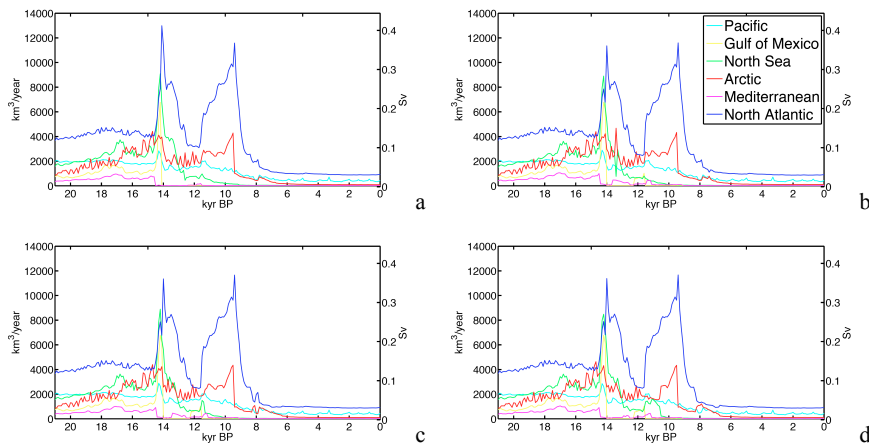 14000
12000
10000
8000
6000
4000
2000
0
km³/year
0.4
0.3
0.2
0.1
0
Sv
20 18 16 14 12 10 8 6 4 2 0
kyr BP
a
14000
12000
10000
8000
6000
4000
2000
0
km³/year
Pacific
Gulf of Mexico
North Sea
Arctic
Mediterranean
North Atlantic
0.4
0.3
0.2
0.1
0
Sv
20 18 16 14 12 10 8 6 4 2 0
kyr BP
b
14000
12000
10000
8000
6000
4000
2000
0
km³/year
0.4
0.3
0.2
0.1
0
Sv
20 18 16 14 12 10 8 6 4 2 0
kyr BP
c
14000
12000
10000
8000
6000
4000
2000
0
km³/year
0.4
0.3
0.2
0.1
0
Sv
20 18 16 14 12 10 8 6 4 2 0
kyr BP
d